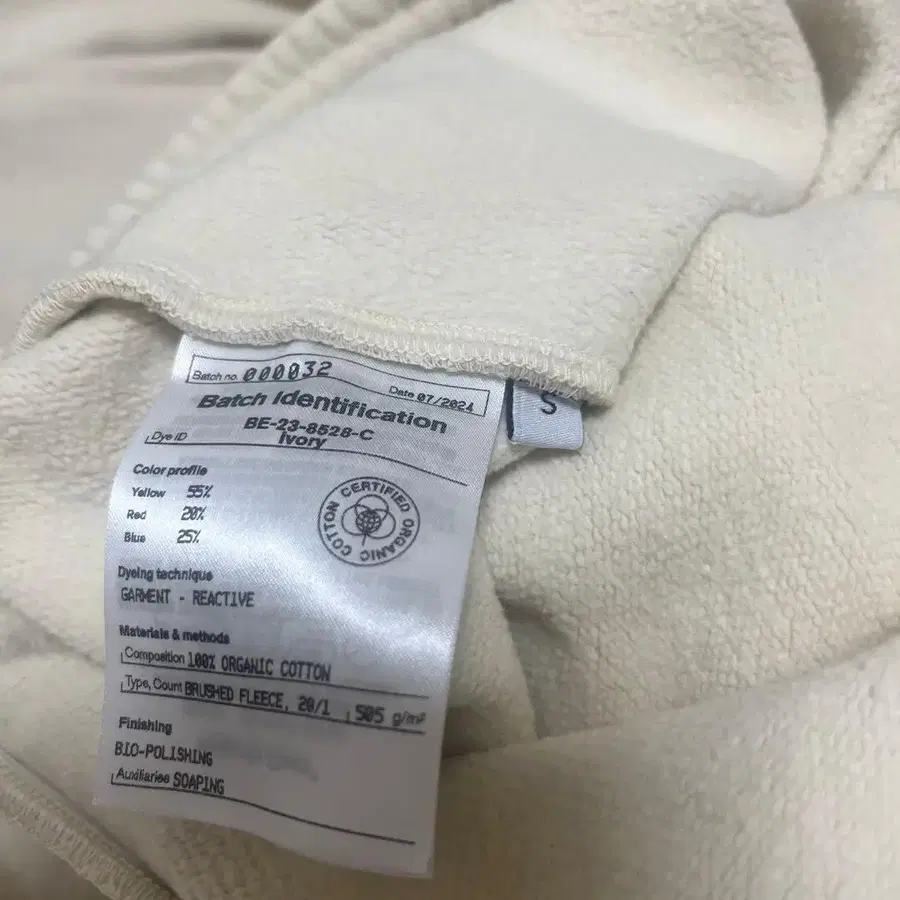 Batch no. 000032 Date 07/2024
Batch Identification
BE-23-8528-C
Dye ID Ivory
Color profile
Yellow 55%
Red 20%
Blue 25%
CERTIFIED ORGANIC COTTON
Dyeing technique
GARMENT - REACTIVE
Materials & methods
Composition 100% ORGANIC COTTON
Type, Count BRUSHED FLEECE, 20/1 505 g/m²
Finishing
BIO-POLISHING
Auxiliaries SOAPING
S